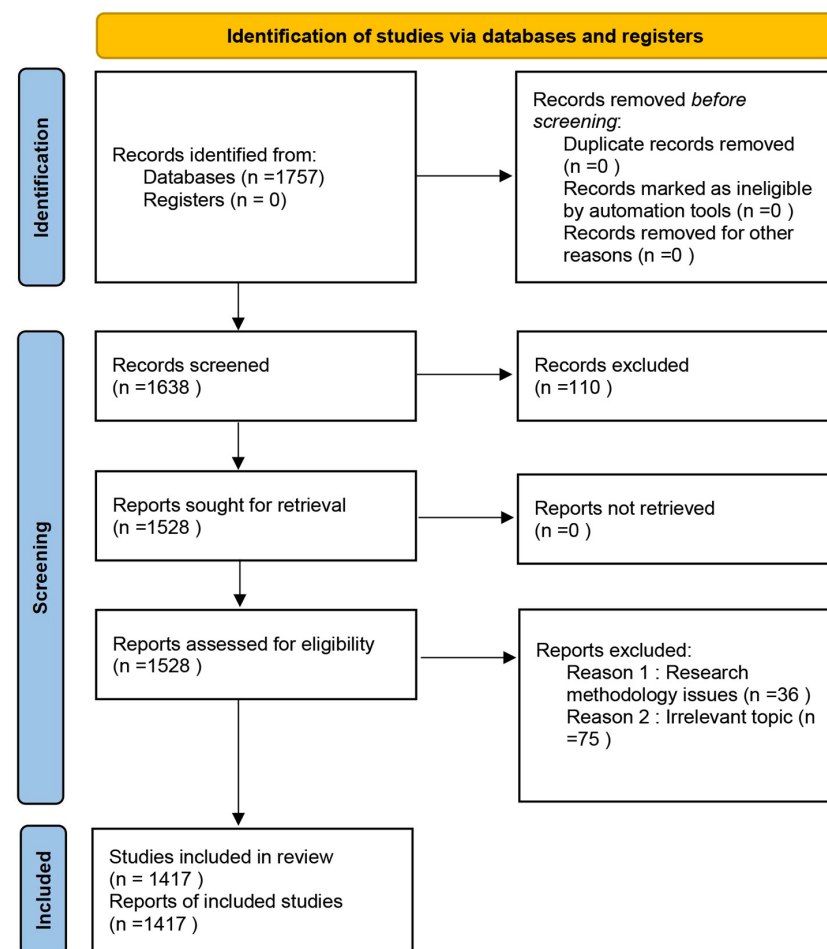 Identification of studies via databases and registers
Identification
Records identified from:
Databases (n =1757)
Registers (n = 0)
Records removed before
screening:
Duplicate records removed
(n =0 )
Records marked as ineligible
by automation tools (n =0 )
Records removed for other
reasons (n =0 )
Screening
Records screened
(n =1638 )
Records excluded
(n =110 )
Reports sought for retrieval
(n =1528 )
Reports not retrieved
(n =0 )
Reports assessed for eligibility
(n =1528 )
Reports excluded:
Reason 1 : Research
methodology issues (n =36 )
Reason 2 : Irrelevant topic (n
=75 )
Included
Studies included in review
(n = 1417 )
Reports of included studies
(n =1417 )